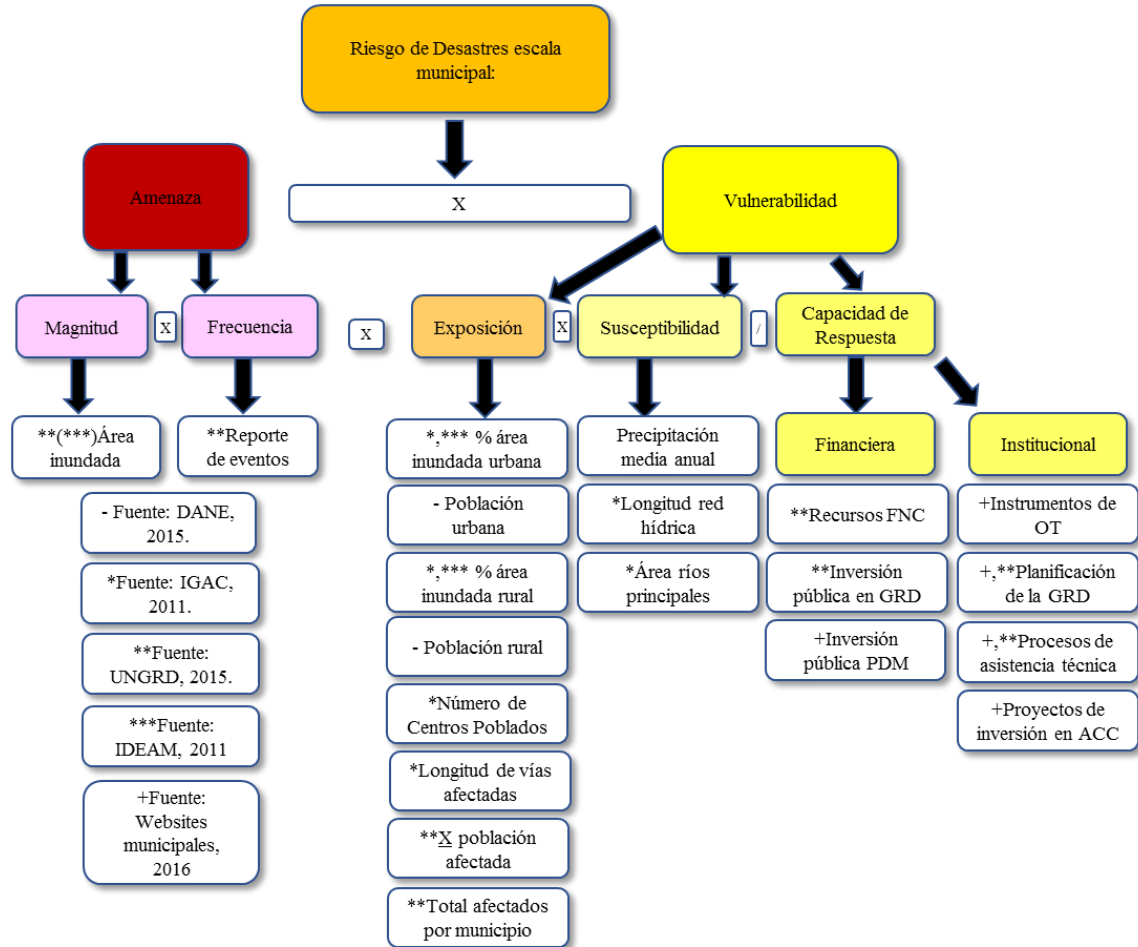 Riesgo de Desastres escala
municipal:
Amenaza
X
Vulnerabilidad
Magnitud
X
Frecuencia
X
Exposición
X
Susceptibilidad
/
Capacidad de
Respuesta
**(***)Área
inundada
**Reporte
de eventos
- Fuente: DANE,
2015.
*Fuente: IGAC,
2011.
**Fuente:
UNGRD, 2015.
***Fuente:
IDEAM, 2011
+Fuente:
Websites
municipales,
2016
*,*** % área
inundada urbana
- Población
urbana
*,*** % área
inundada rural
- Población rural
*Número de
Centros Poblados
*Longitud de vías
afectadas
**X población
afectada
**Total afectados
por municipio
Precipitación
media anual
*Longitud red
hídrica
*Área ríos
principales
Financiera
**Recursos FNC
**Inversión
pública en GRD
+Inversión
pública PDM
Institucional
+Instrumentos de
OT
+,**Planificación
de la GRD
+,**Procesos de
asistencia técnica
+Proyectos de
inversión en ACC